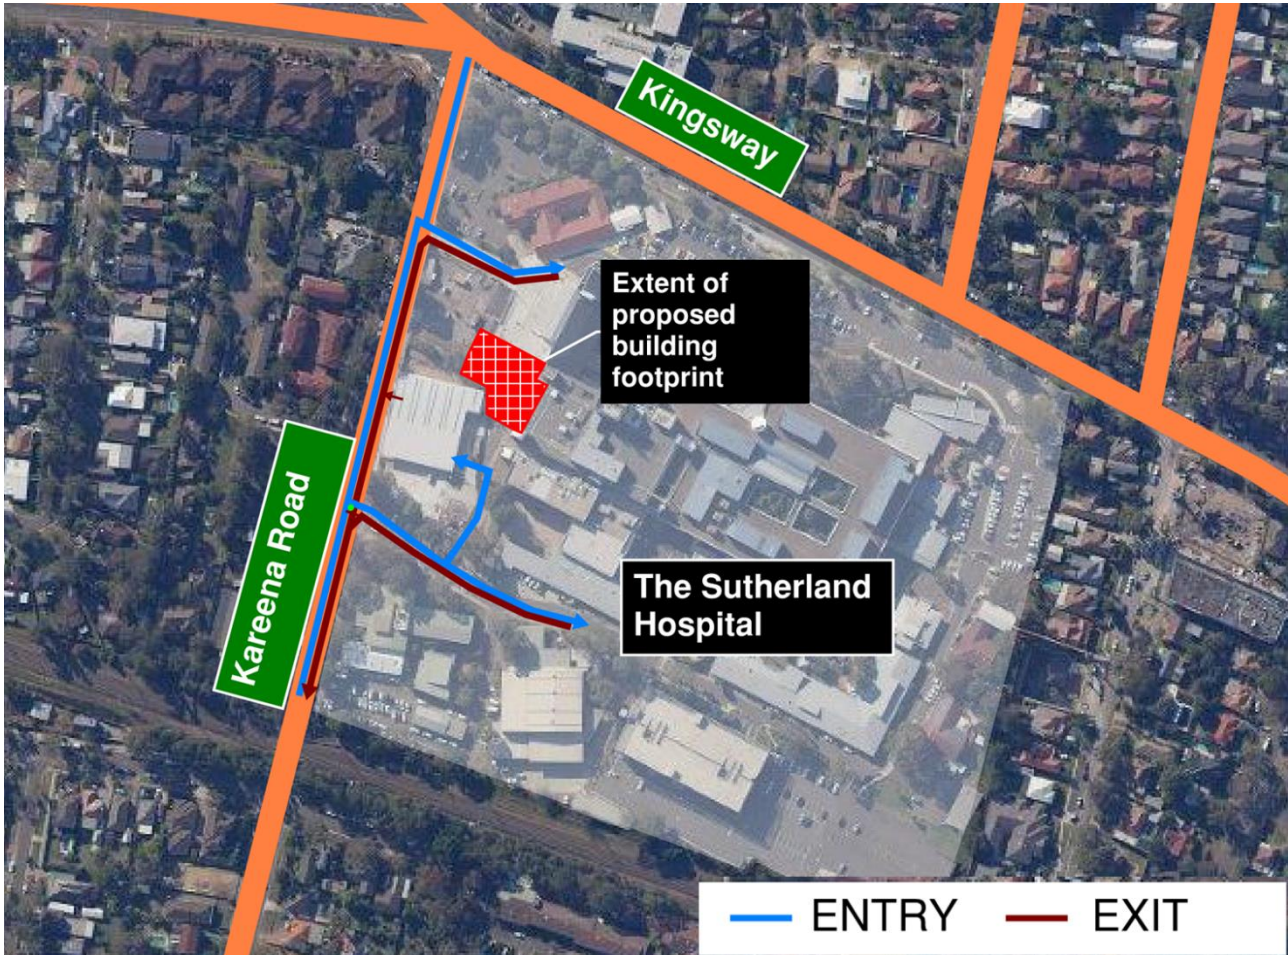 Kingsway
Extent of
proposed
building
footprint
Kareena Road
The Sutherland
Hospital
ENTRY
EXIT